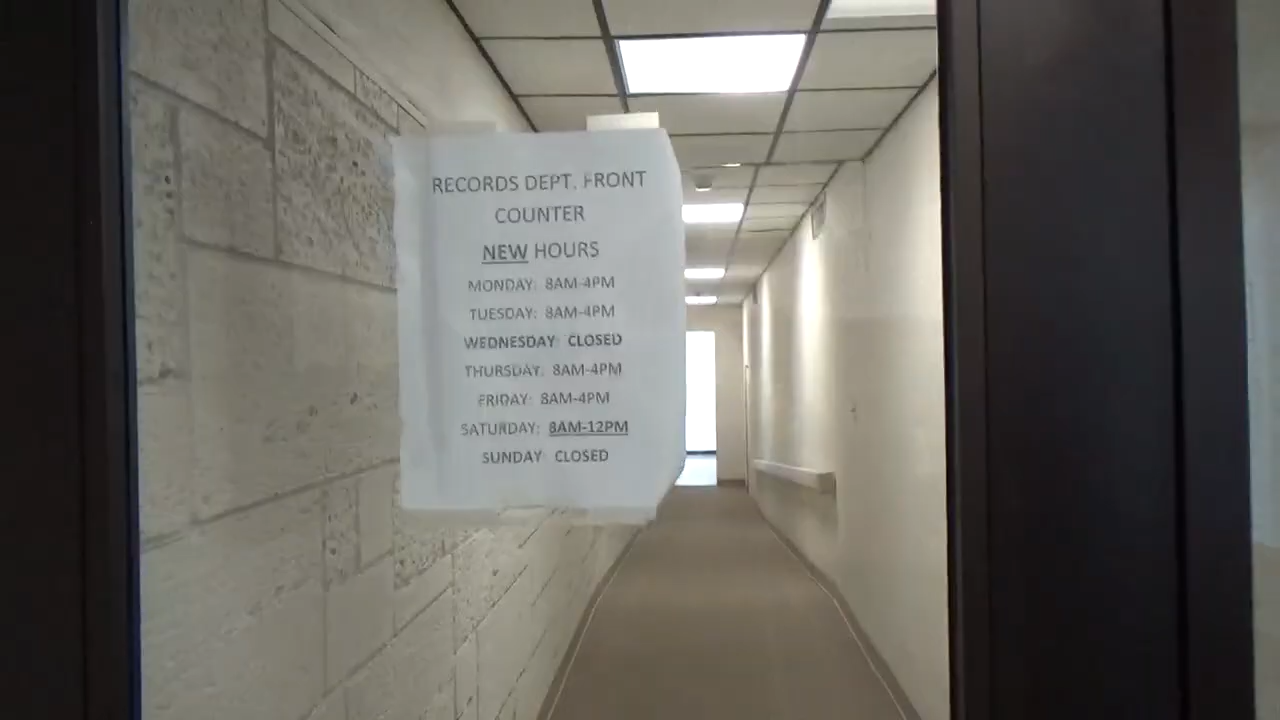 RECORDS DEPT. FRONT
COUNTER
NEW HOURS
MONDAY: 8AM-4PM
TUESDAY: 8AM-4PM
WEDNESDAY: CLOSED
THURSDAY: 8AM-4PM
FRIDAY: 8AM-4PM
SATURDAY: 8AM-12PM
SUNDAY: CLOSED